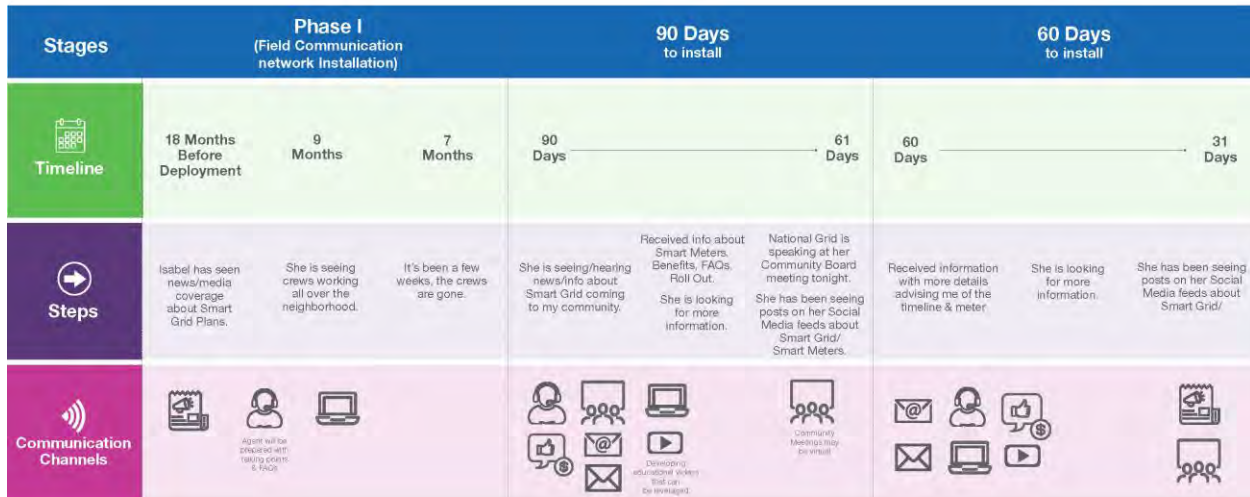 Stages
Phase I
(Field Communication
network Installation)
90 Days
to install
60 Days
to install
Timeline
18 Months
Before
Deployment
9
Months
7
Months
90
Days
61
Days
60
Days
31
Days
Steps
Isabel has seen
news/media
coverage
about Smart
Grid Plans.
She is seeing
crews working
all over the
neighborhood.
It's been a few
weeks, the crews
are gone.
She is seeing/hearing
news/info about
Smart Grid coming
to my community.
Received Info about
Smart Meters.
Benefits, FAQs,
Roll Out.
She is looking
for more
information.
National Grid is
speaking at her
Community Board
meeting tonight.
She has been seeing
posts on her Social
Media feeds about
Smart Grid/
Smart Meters.
Received information
with more details
advising me of the
timeline & meter
She is looking
for more
information.
She has been seeing
posts on her Social
Media feeds about
Smart Grid/
Communication
Channels
Agent will be
prepared with
talking points
& FAQs
Developing
educational videos
that can
be leveraged
Community
Meetings may
be virtual